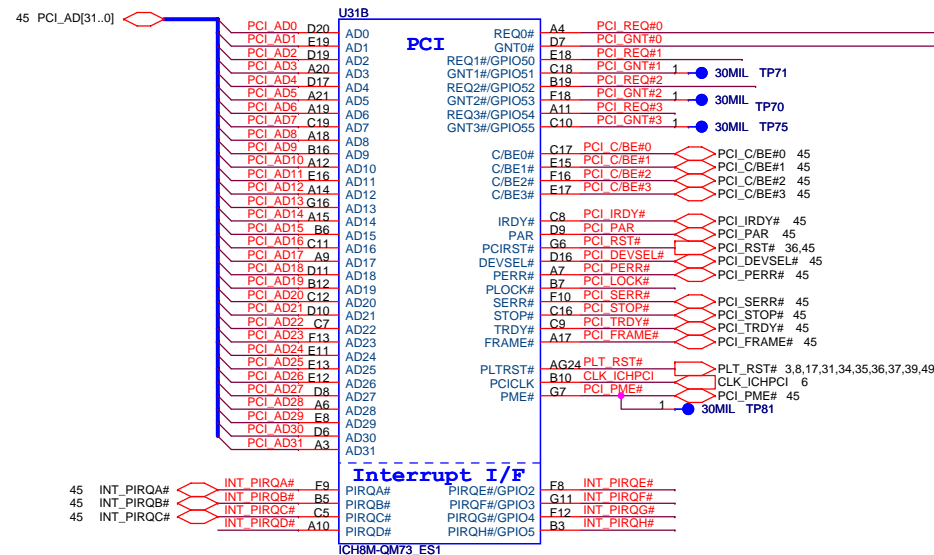 U31B
45 PCI_AD[31..0]
PCI
PCI_AD0 D20 AD0 REQ0# A4 PCI_REQ#0
PCI_AD1 E19 AD1 GNT0# D7 PCI_GNT#0
PCI_AD2 D19 AD2 REQ1#/GPIO50 E18 PCI_REQ#1
PCI_AD3 A20 AD3 GNT1#/GPIO51 C18 PCI_GNT#1 1 30MIL TP71
PCI_AD4 D17 AD4 REQ2#/GPIO52 B19 PCI_REQ#2
PCI_AD5 A21 AD5 GNT2#/GPIO53 F18 PCI_GNT#2 1 30MIL TP70
PCI_AD6 A19 AD6 REQ3#/GPIO54 A11 PCI_REQ#3
PCI_AD7 C19 AD7 GNT3#/GPIO55 C10 PCI_GNT#3 1 30MIL TP75
PCI_AD8 A18 AD8
PCI_AD9 B16 AD9 C/BE0# C17 PCI_C/BE#0 PCI_C/BE#0 45
PCI_AD10 A12 AD10 C/BE1# E15 PCI_C/BE#1 PCI_C/BE#1 45
PCI_AD11 E16 AD11 C/BE2# F16 PCI_C/BE#2 PCI_C/BE#2 45
PCI_AD12 A14 AD12 C/BE3# E17 PCI_C/BE#3 PCI_C/BE#3 45
PCI_AD13 G16 AD13
PCI_AD14 A15 AD14 IRDY# C8 PCI_IRDY# PCI_IRDY# 45
PCI_AD15 B6 AD15 PAR D9 PCI_PAR PCI_PAR 45
PCI_AD16 C11 AD16 PCIRST# G6 PCI_RST# PCI_RST# 36,45
PCI_AD17 A9 AD17 DEVSEL# D16 PCI_DEVSEL# PCI_DEVSEL# 45
PCI_AD18 D11 AD18 PERR# A7 PCI_PERR# PCI_PERR# 45
PCI_AD19 B12 AD19 PLOCK# B7 PCI_LOCK#
PCI_AD20 C12 AD20 SERR# F10 PCI_SERR# PCI_SERR# 45
PCI_AD21 D10 AD21 STOP# C16 PCI_STOP# PCI_STOP# 45
PCI_AD22 C7 AD22 TRDY# C9 PCI_TRDY# PCI_TRDY# 45
PCI_AD23 F13 AD23 FRAME# A17 PCI_FRAME# PCI_FRAME# 45
PCI_AD24 E11 AD24
PCI_AD25 E13 AD25 PLTRST# AG24 PLT_RST# PLT_RST# 3,8,17,31,34,35,36,37,39,49
PCI_AD26 E12 AD26 PCICLK B10 CLK_ICHPCI CLK_ICHPCI 6
PCI_AD27 D8 AD27 PME# G7 PCI_PME# PCI_PME# 45
PCI_AD28 A6 AD28 1 30MIL TP81
PCI_AD29 E8 AD29
PCI_AD30 D6 AD30
PCI_AD31 A3 AD31
Interrupt I/F
45 INT_PIRQA# INT_PIRQA# F9 PIRQA# PIRQE#/GPIO2 F8 INT_PIRQE#
45 INT_PIRQB# INT_PIRQB# B5 PIRQB# PIRQF#/GPIO3 G11 INT_PIRQF#
45 INT_PIRQC# INT_PIRQC# C5 PIRQC# PIRQG#/GPIO4 F12 INT_PIRQG#
INT_PIRQD# A10 PIRQD# PIRQH#/GPIO5 B3 INT_PIRQH#
ICH8M-QM73_ES1